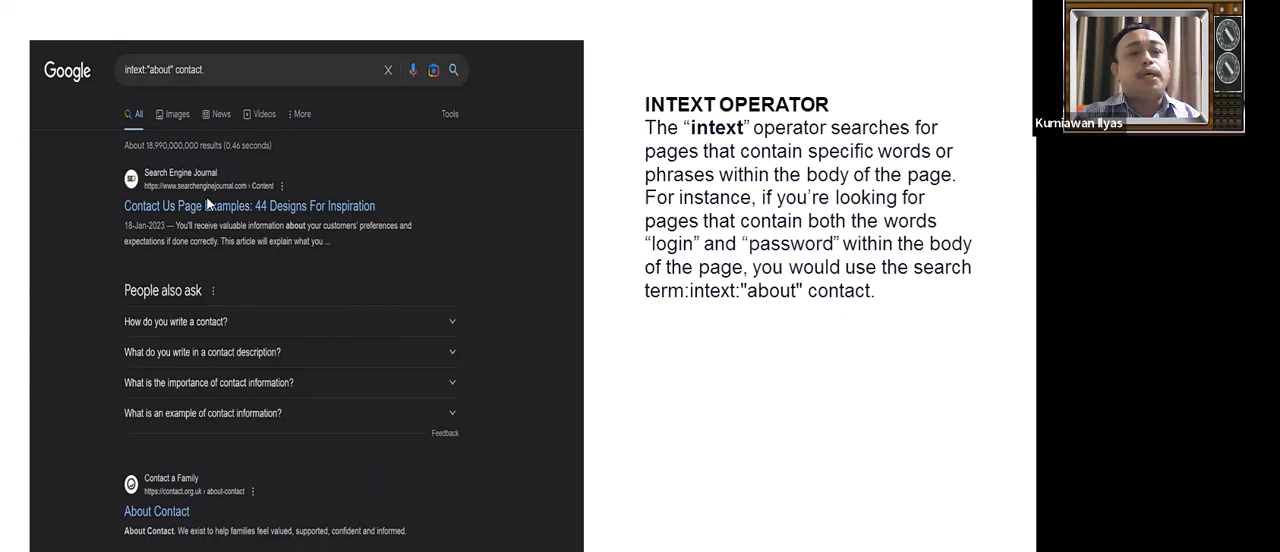 Google
intext:"about" contact.
All
Images
News
Videos
More
Tools
About 18,990,000,000 results (0.46 seconds)
SEJ
Search Engine Journal
https://www.searchenginejournal.com › Content
Contact Us Page Examples: 44 Designs For Inspiration
18-Jan-2023 — You'll receive valuable information about your customers' preferences and
expectations if done correctly. This article will explain what you ...
People also ask
How do you write a contact?
What do you write in a contact description?
What is the importance of contact information?
What is an example of contact information?
Feedback
Contact a Family
https://contact.org.uk › about-contact
About Contact
About Contact. We exist to help families feel valued, supported, confident and informed.
INTEXT OPERATOR
The “intext” operator searches for
pages that contain specific words or
phrases within the body of the page.
For instance, if you’re looking for
pages that contain both the words
“login” and “password” within the body
of the page, you would use the search
term:intext:"about" contact.
Kurniawan Ilyas